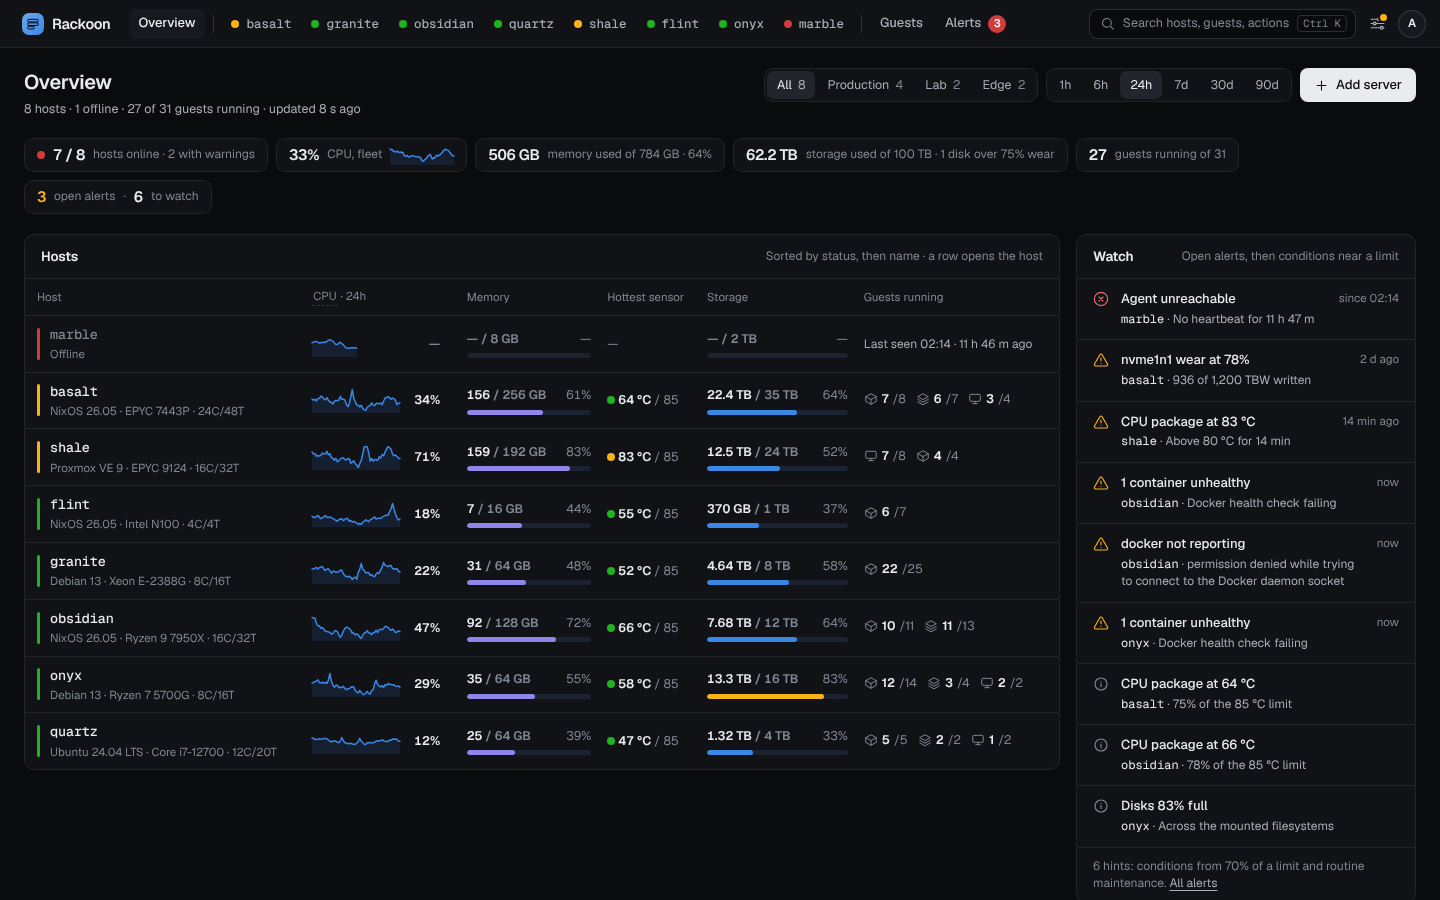 Rackoon Overview basalt granite obsidian quartz shale flint onyx marble Guests Alerts 3 Search hosts, guests, actions Ctrl K A
Overview
8 hosts · 1 offline · 27 of 31 guests running · updated 8 s ago
All 8 Production 4 Lab 2 Edge 2 1h 6h 24h 7d 30d 90d + Add server
7 / 8 hosts online · 2 with warnings
33% CPU, fleet
506 GB memory used of 784 GB · 64%
62.2 TB storage used of 100 TB · 1 disk over 75% wear
27 guests running of 31
3 open alerts · 6 to watch
Hosts Sorted by status, then name · a row opens the host
Host CPU · 24h Memory Hottest sensor Storage Guests running
marble — — / 8 GB — — — / 2 TB — Last seen 02:14 · 11 h 46 m ago
Offline
basalt 34% 156 / 256 GB 61% 64 °C / 85 22.4 TB / 35 TB 64% 7 /8 6 /7 3 /4
NixOS 26.05 · EPYC 7443P · 24C/48T
shale 71% 159 / 192 GB 83% 83 °C / 85 12.5 TB / 24 TB 52% 7 /8 4 /4
Proxmox VE 9 · EPYC 9124 · 16C/32T
flint 18% 7 / 16 GB 44% 55 °C / 85 370 GB / 1 TB 37% 6 /7
NixOS 26.05 · Intel N100 · 4C/4T
granite 22% 31 / 64 GB 48% 52 °C / 85 4.64 TB / 8 TB 58% 22 /25
Debian 13 · Xeon E-2388G · 8C/16T
obsidian 47% 92 / 128 GB 72% 66 °C / 85 7.68 TB / 12 TB 64% 10 /11 11 /13
NixOS 26.05 · Ryzen 9 7950X · 16C/32T
onyx 29% 35 / 64 GB 55% 58 °C / 85 13.3 TB / 16 TB 83% 12 /14 3 /4 2 /2
Debian 13 · Ryzen 7 5700G · 8C/16T
quartz 12% 25 / 64 GB 39% 47 °C / 85 1.32 TB / 4 TB 33% 5 /5 2 /2 1 /2
Ubuntu 24.04 LTS · Core i7-12700 · 12C/20T
Watch Open alerts, then conditions near a limit
Agent unreachable since 02:14
marble · No heartbeat for 11 h 47 m
nvme1n1 wear at 78% 2 d ago
basalt · 936 of 1,200 TBW written
CPU package at 83 °C 14 min ago
shale · Above 80 °C for 14 min
1 container unhealthy now
obsidian · Docker health check failing
docker not reporting now
obsidian · permission denied while trying
to connect to the Docker daemon socket
1 container unhealthy now
onyx · Docker health check failing
CPU package at 64 °C
basalt · 75% of the 85 °C limit
CPU package at 66 °C
obsidian · 78% of the 85 °C limit
Disks 83% full
onyx · Across the mounted filesystems
6 hints: conditions from 70% of a limit and routine
maintenance. All alerts